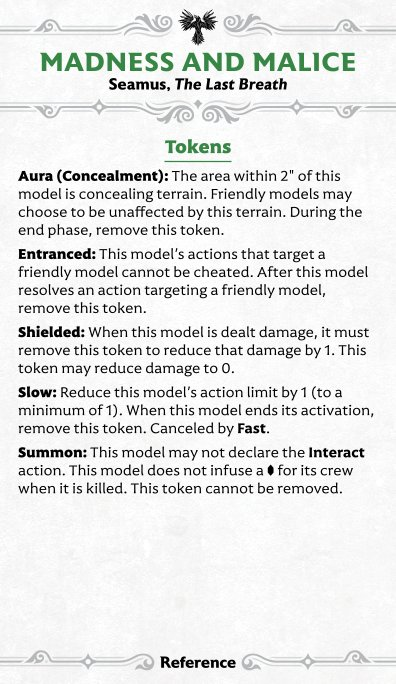 MADNESS AND MALICE
Seamus, The Last Breath
Tokens
Aura (Concealment): The area within 2" of this
model is concealing terrain. Friendly models may
choose to be unaffected by this terrain. During the
end phase, remove this token.
Entranced: This model's actions that target a
friendly model cannot be cheated. After this model
resolves an action targeting a friendly model,
remove this token.
Shielded: When this model is dealt damage, it must
remove this token to reduce that damage by 1. This
token may reduce damage to 0.
Slow: Reduce this model's action limit by 1 (to a
minimum of 1). When this model ends its activation,
remove this token. Canceled by Fast.
Summon: This model may not declare the Interact
action. This model does not infuse a for its crew
when it is killed. This token cannot be removed.
Reference